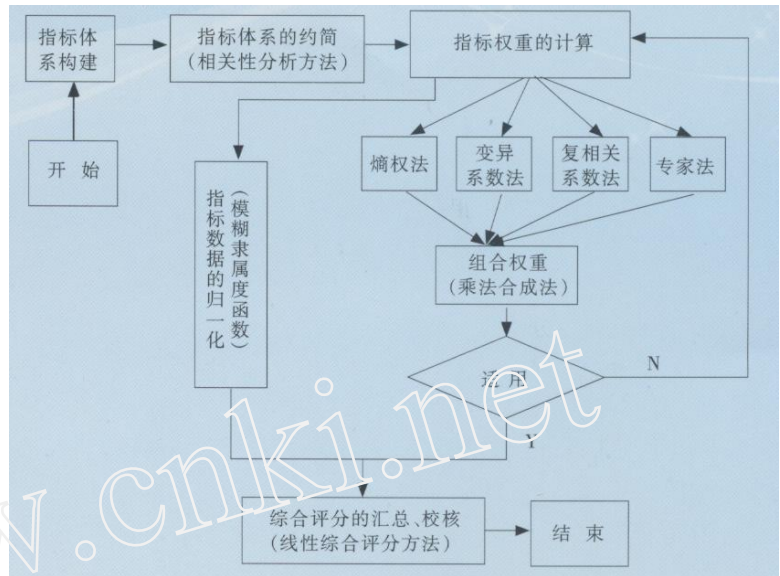 指标体
系构建
指标体系的约简
(相关性分析方法)
指标权重的计算
开 始
熵权法
变异
系数法
复相关
系数法
专家法
(模糊隶属度函数)
指标数据的归一化
组合权重
(乘法合成法)
适 用
N
Y
综合评分的汇总、校核
(线性综合评分方法)
结 束
w.cnki.net